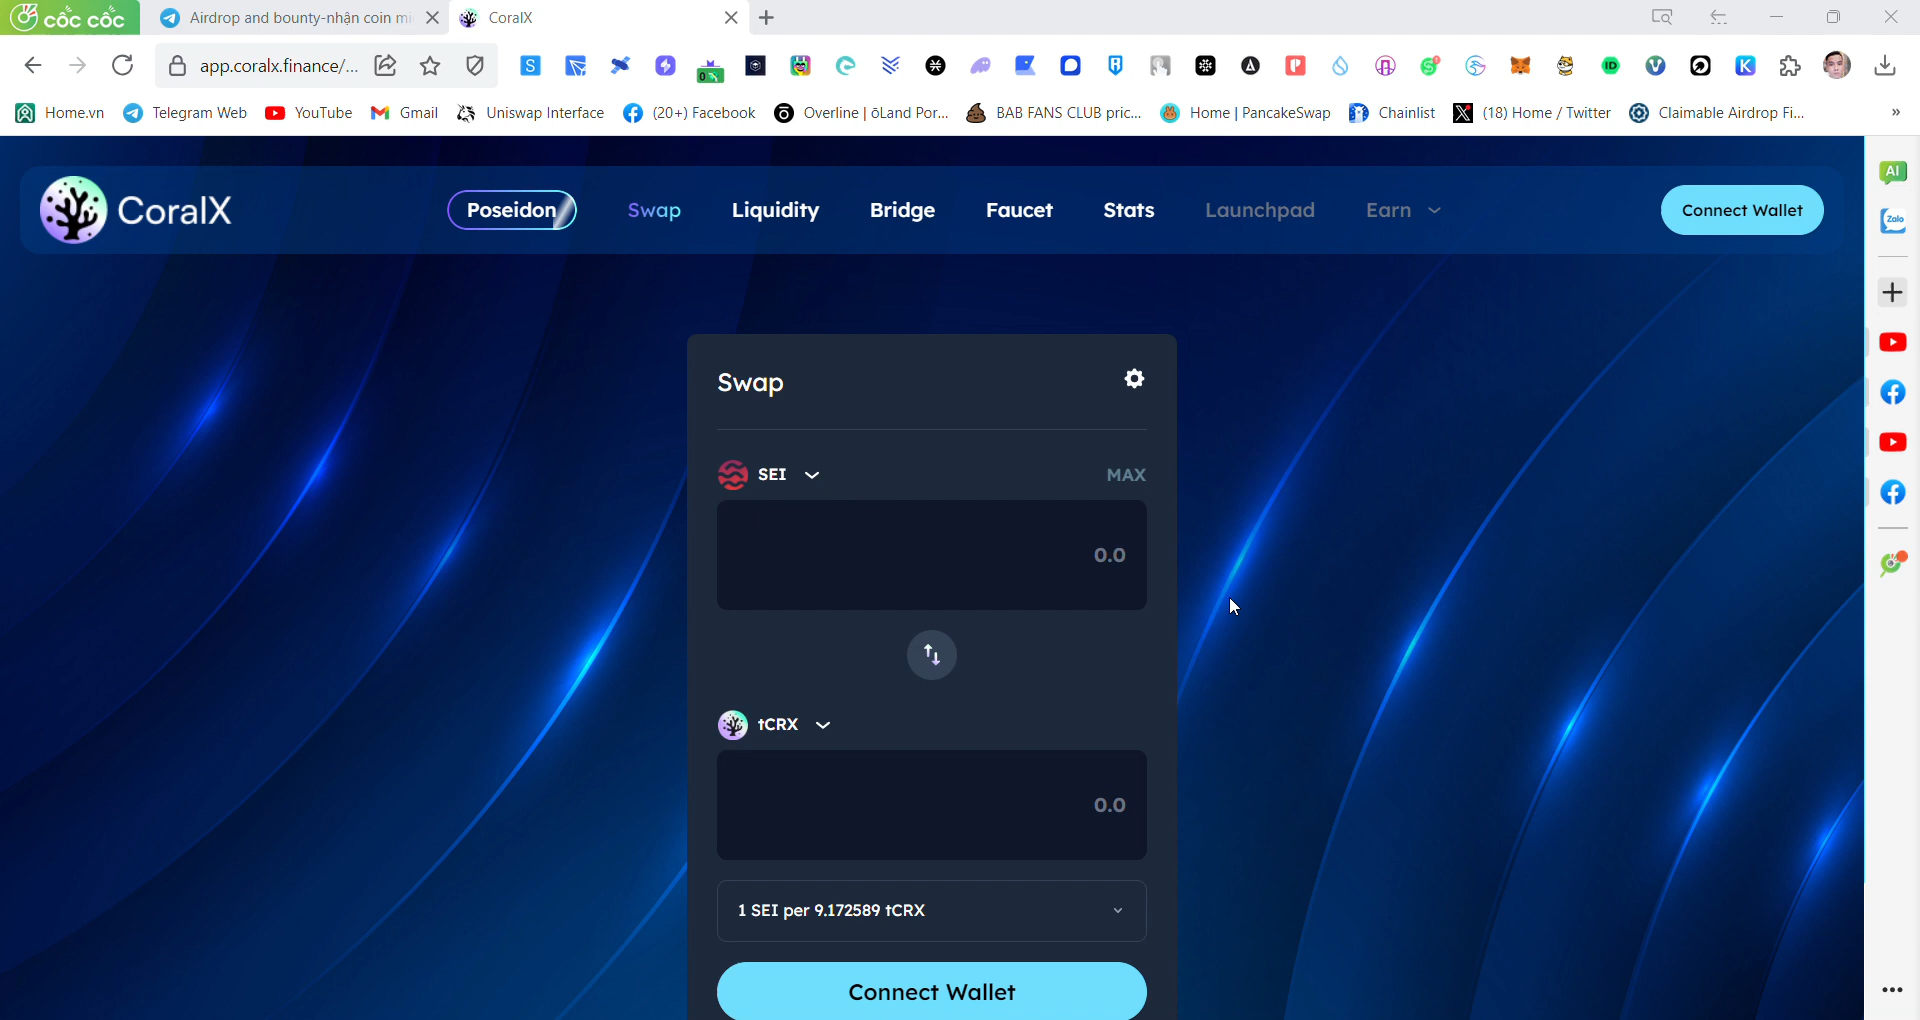 cốc cốc
Airdrop and bounty-nhận coin mi
CoralX
app.coralx.finance/...
Home.vn
Telegram Web
YouTube
Gmail
Uniswap Interface
(20+) Facebook
Overline | ōLand Por...
BAB FANS CLUB pric...
Home | PancakeSwap
Chainlist
(18) Home / Twitter
Claimable Airdrop Fi...
»
CoralX
Poseidon
Swap
Liquidity
Bridge
Faucet
Stats
Launchpad
Earn
Connect Wallet
AI
Zalo
Swap
SEI
MAX
0.0
tCRX
0.0
1 SEI per 9.172589 tCRX
Connect Wallet